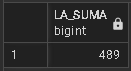 LA_SUMA
bigint
1 489